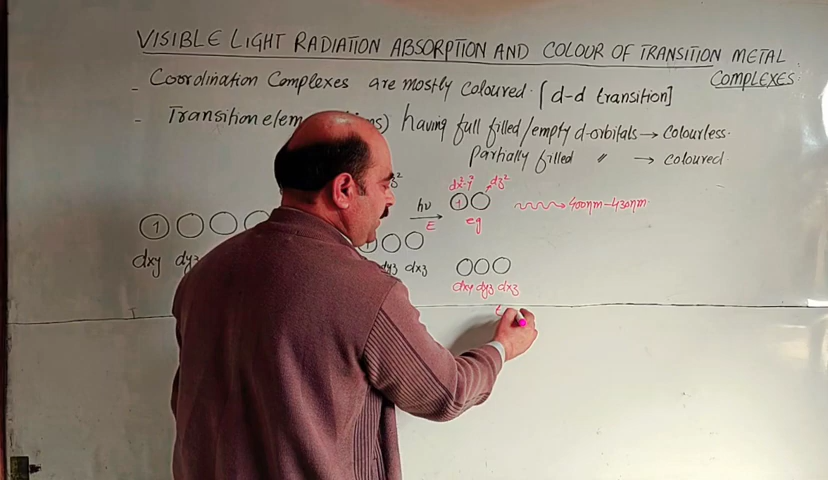 VISIBLE LIGHT RADIATION ABSORPTION AND COLOUR OF TRANSITION METAL
COMPLEXES.
- Coordination Complexes are mostly coloured. [d-d transition]
- Transition having full filled/empty d-orbitals → Colourless.
Partially filled " → coloured
dx²-y² dz²
hν
E
1
eg
400nm-430nm.
1
dxy
dxz
dxy dyz dxz
t